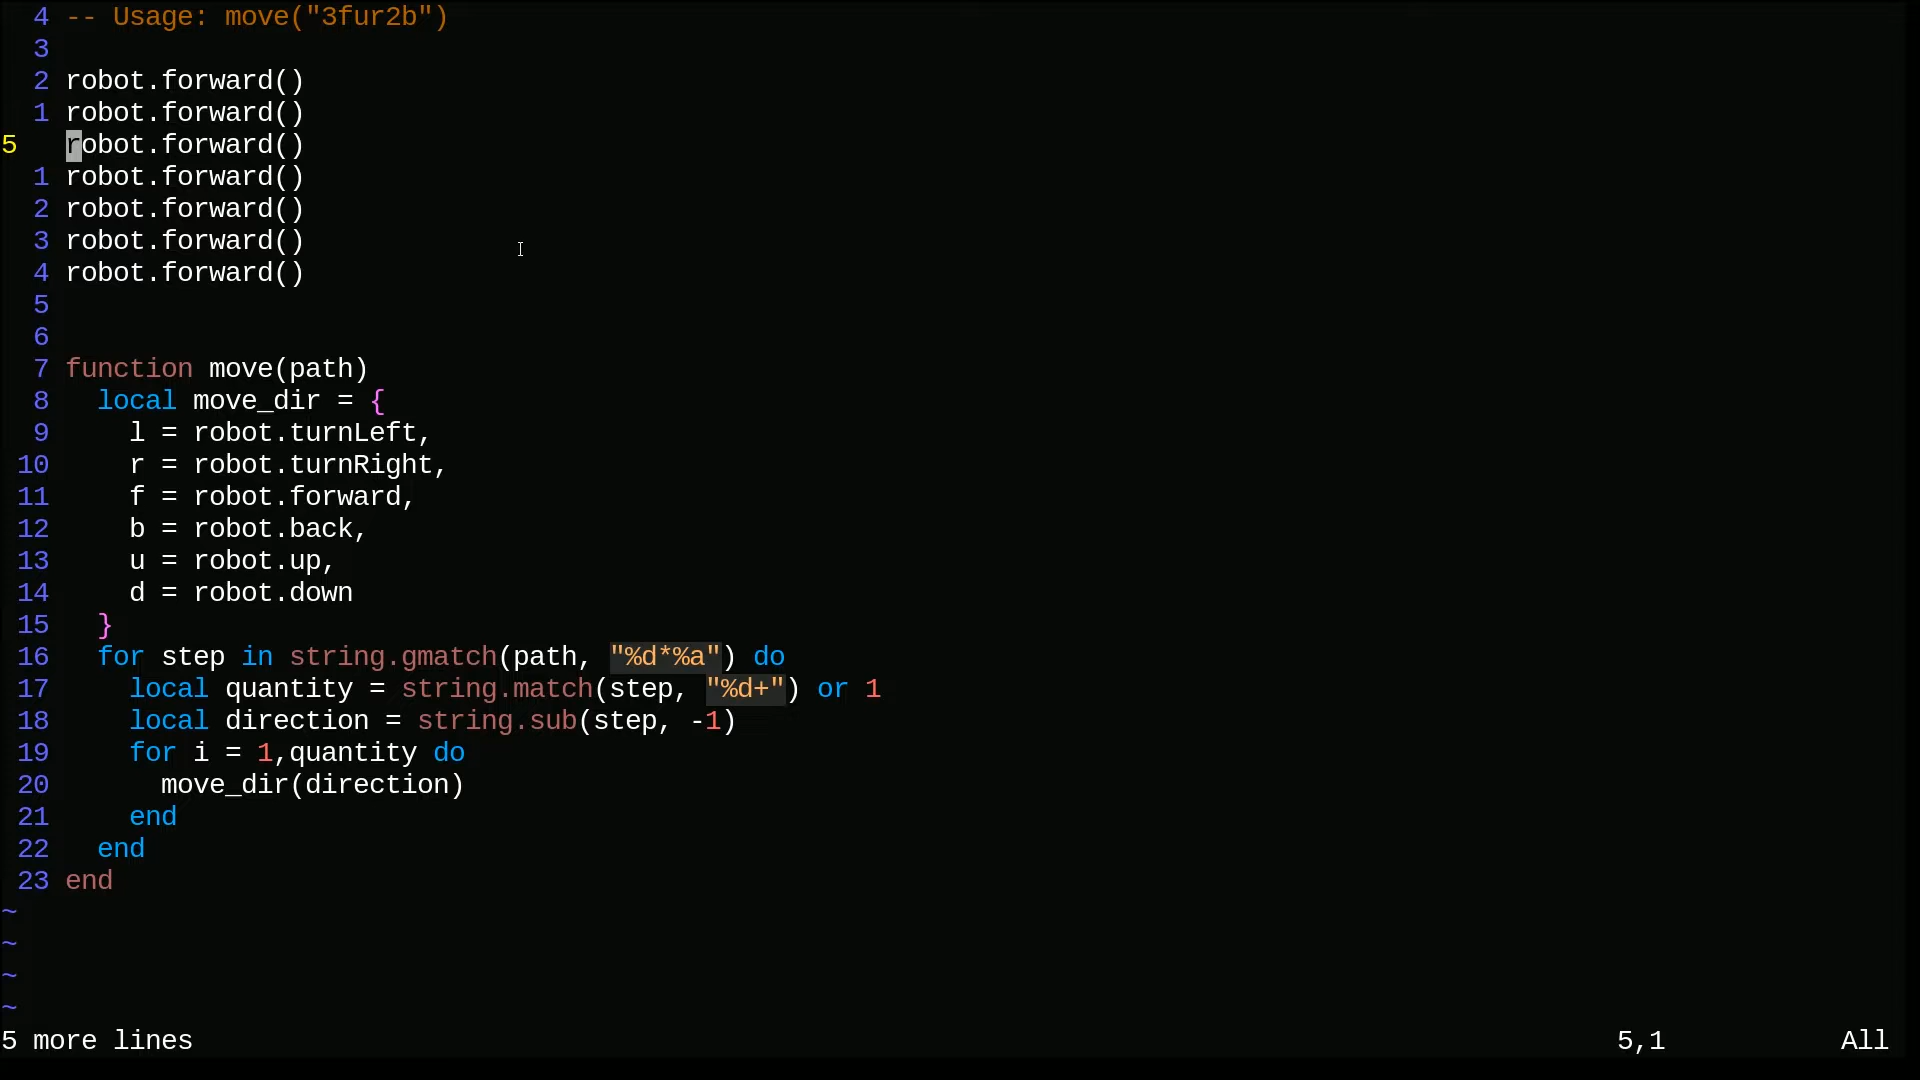 4 -- Usage: move("3fur2b")
3
2 robot.forward()
1 robot.forward()
5 robot.forward()
1 robot.forward()
2 robot.forward()
3 robot.forward()
4 robot.forward()
5
6
7 function move(path)
8   local move_dir = {
9     l = robot.turnLeft,
10     r = robot.turnRight,
11     f = robot.forward,
12     b = robot.back,
13     u = robot.up,
14     d = robot.down
15   }
16   for step in string.gmatch(path, "%d*%a") do
17     local quantity = string.match(step, "%d+") or 1
18     local direction = string.sub(step, -1)
19     for i = 1,quantity do
20       move_dir(direction)
21     end
22   end
23 end
~
~
~
~
5 more lines 5,1 All